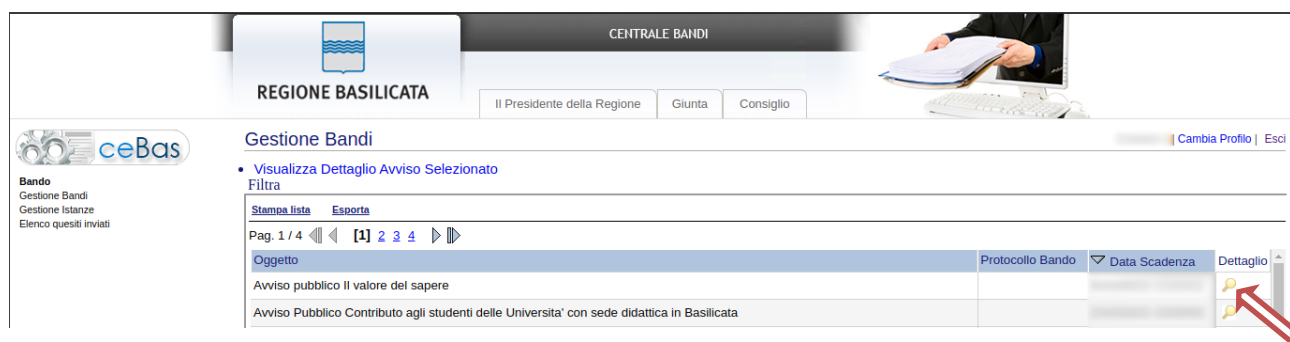 CENTRALE BANDI
REGIONE BASILICATA
Il Presidente della Regione Giunta Consiglio
ceBas
Gestione Bandi
| Cambia Profilo | Esci
Visualizza Dettaglio Avviso Selezionato
Filtra
Bando
Gestione Bandi
Gestione Istanze
Elenco quesiti inviati
Stampa lista Esporta
Pag. 1 / 4 [1] 2 3 4
Oggetto Protocollo Bando Data Scadenza Dettaglio
Avviso pubblico Il valore del sapere
Avviso Pubblico Contributo agli studenti delle Universita' con sede didattica in Basilicata